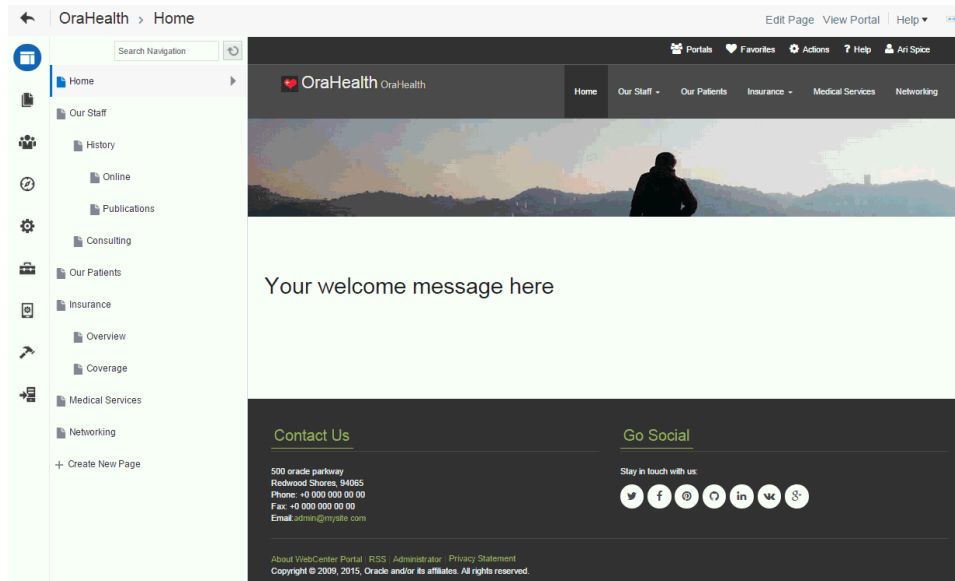 OraHealth > Home
Edit Page View Portal Help
Search Navigation
Home
Our Staff
History
Online
Publications
Consulting
Our Patients
Insurance
Overview
Coverage
Medical Services
Networking
+ Create New Page
Portals Favorites Actions ? Help Ari Spice
OraHealth OraHealth
Home Our Staff Our Patients Insurance Medical Services Networking
Your welcome message here
Contact Us
500 oracle parkway
Redwood Shores, 94065
Phone: +0 000 000 00 00
Fax: +0 000 000 00 00
Email:admin@mysite com
Go Social
Stay in touch with us:
About WebCenter Portal | RSS | Administrator | Privacy Statement
Copyright © 2009, 2015, Oracle and/or its affiliates. All rights reserved.